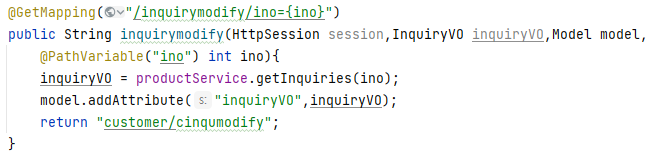 @GetMapping("/inquirymodify/ino={ino}")
public String inquirymodify(HttpSession session,InquiryVO inquiryVO,Model model,
@PathVariable("ino") int ino){
inquiryVO = productService.getInquiries(ino);
model.addAttribute( s: "inquiryVO",inquiryVO);
return "customer/cinqumodify";
}